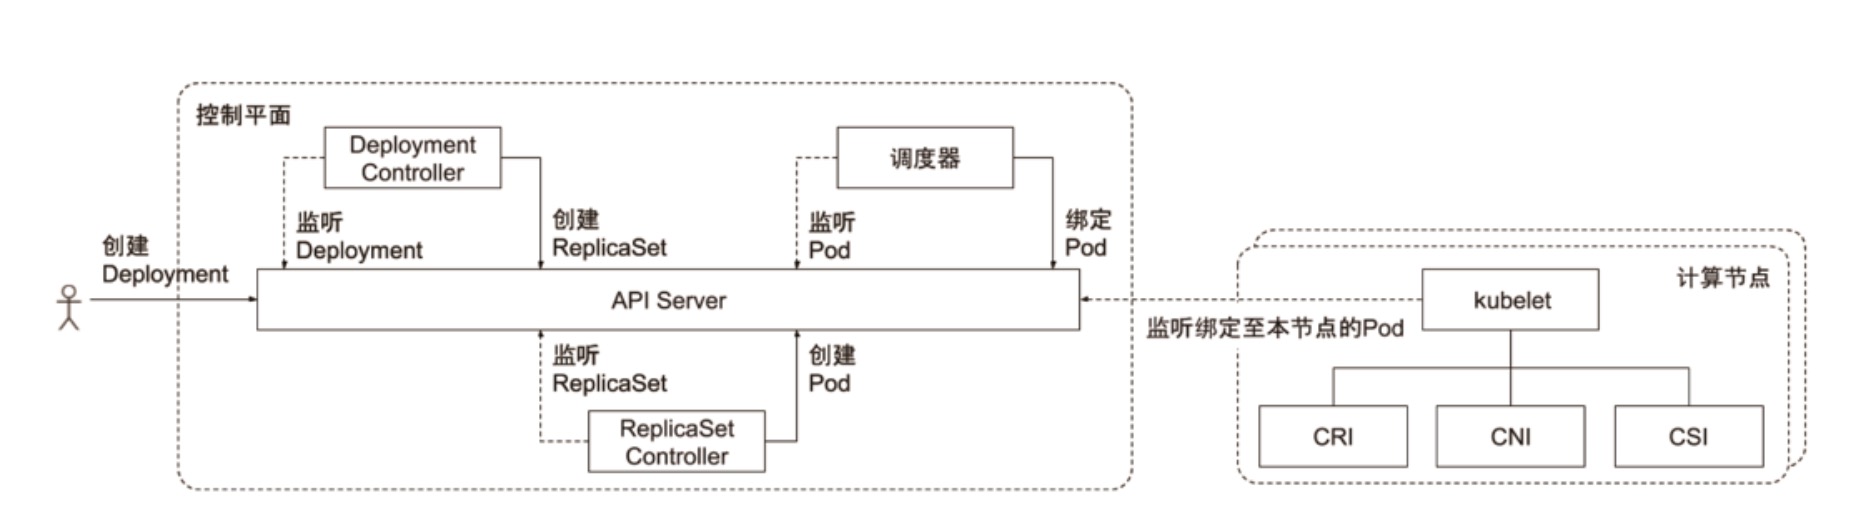 控制平面
Deployment
Controller
调度器
监听
Deployment
创建
ReplicaSet
监听
Pod
绑定
Pod
创建
Deployment
API Server
监听
ReplicaSet
创建
Pod
ReplicaSet
Controller
计算节点
kubelet
监听绑定至本节点的Pod
CRI
CNI
CSI